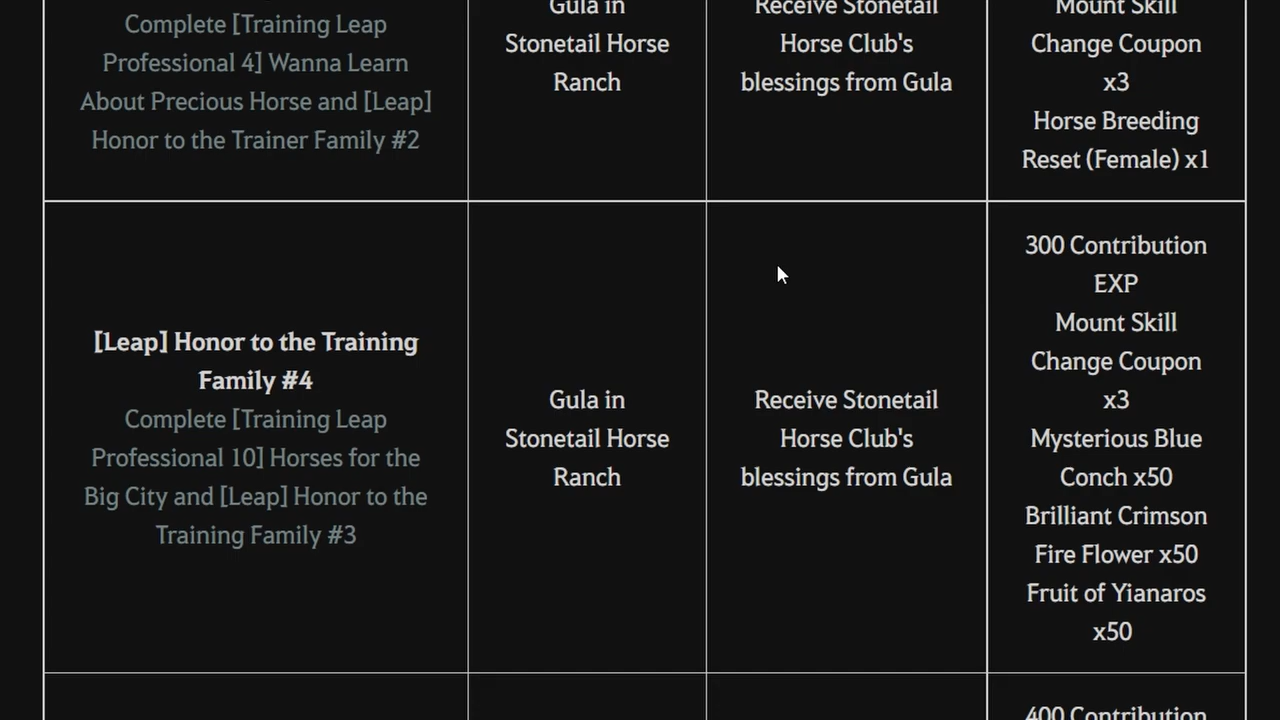 Complete [Training Leap
Professional 4] Wanna Learn
About Precious Horse and [Leap]
Honor to the Trainer Family #2
Gula in
Stonetail Horse
Ranch
Receive Stonetail
Horse Club's
blessings from Gula
Mount Skill
Change Coupon
x3
Horse Breeding
Reset (Female) x1
[Leap] Honor to the Training
Family #4
Complete [Training Leap
Professional 10] Horses for the
Big City and [Leap] Honor to the
Training Family #3
Gula in
Stonetail Horse
Ranch
Receive Stonetail
Horse Club's
blessings from Gula
300 Contribution
EXP
Mount Skill
Change Coupon
x3
Mysterious Blue
Conch x50
Brilliant Crimson
Fire Flower x50
Fruit of Yianaros
x50
400 Contribution